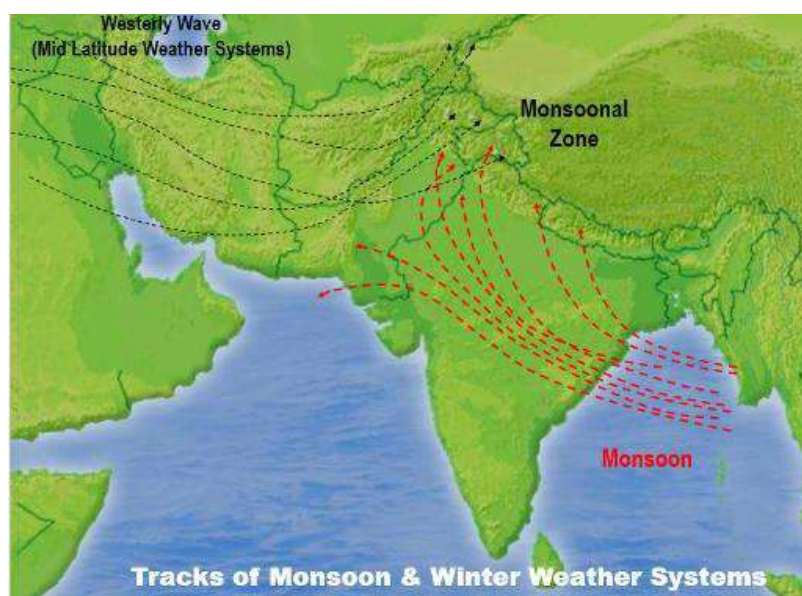 Westerly Wave
(Mid Latitude Weather Systems)
Monsoonal
Zone
Monsoon
Tracks of Monsoon & Winter Weather Systems